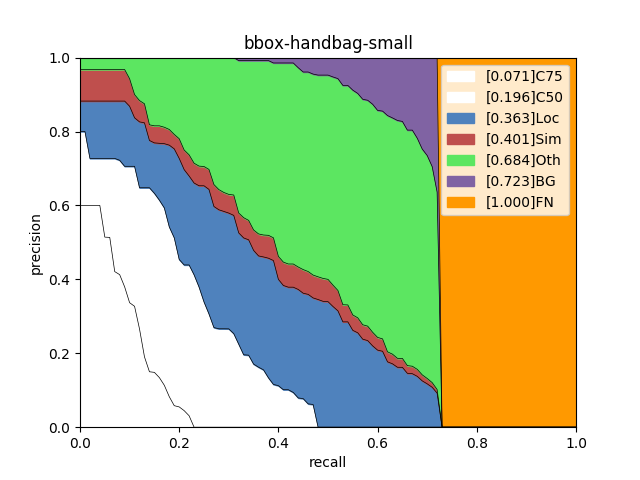 bbox-handbag-small
1.0
0.8
0.6
0.4
0.2
0.0
precision
[0.071]C75
[0.196]C50
[0.363]Loc
[0.401]Sim
[0.684]Oth
[0.723]BG
[1.000]FN
0.0 0.2 0.4 0.6 0.8 1.0
recall